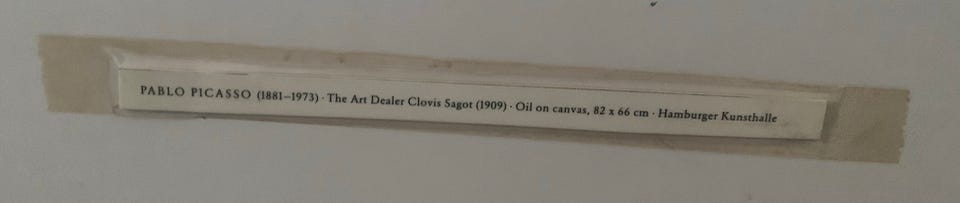 PABLO PICASSO (1881–1973) · The Art Dealer Clovis Sagot (1909) · Oil on canvas, 82 x 66 cm · Hamburger Kunsthalle